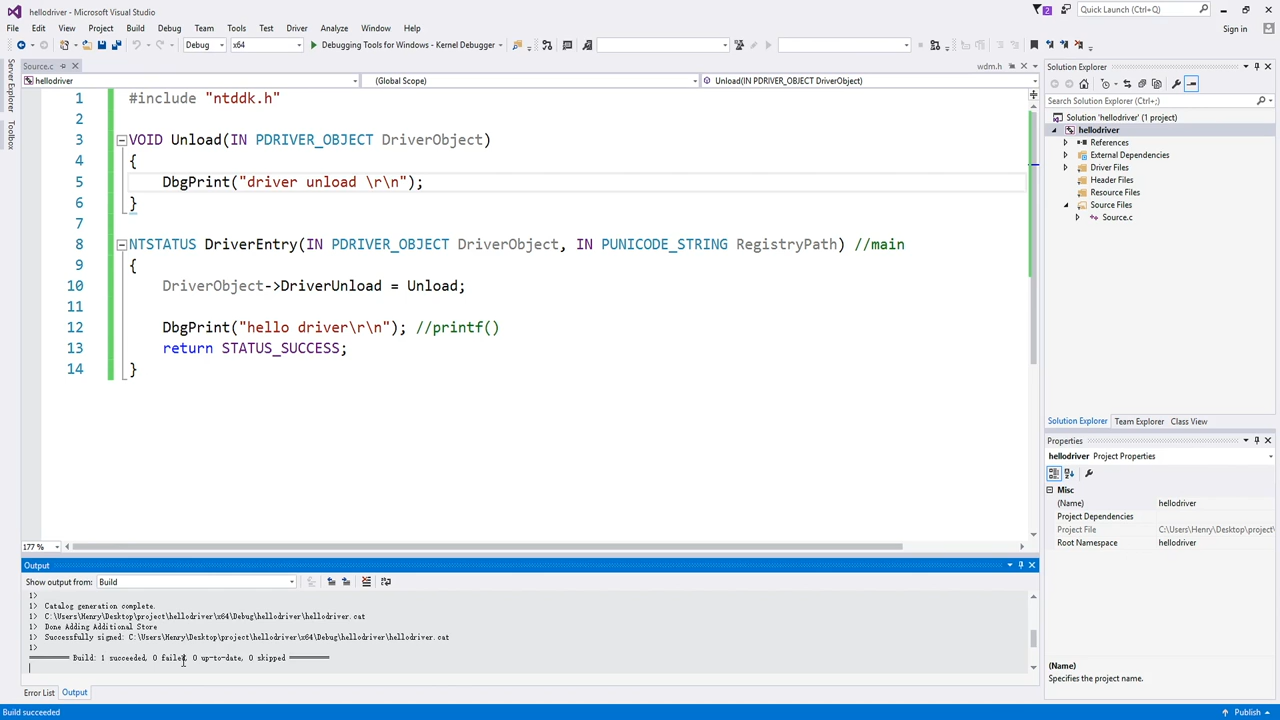 hellodriver - Microsoft Visual Studio
2
Quick Launch (Ctrl+Q)
File Edit View Project Build Debug Team Tools Test Driver Analyze Window Help
Sign in
Debug x64 Debugging Tools for Windows - Kernel Debugger
Server Explorer
Toolbox
Source.c wdm.h
hellodriver (Global Scope) Unload(IN PDRIVER_OBJECT DriverObject)
1 #include "ntddk.h"
2
3 VOID Unload(IN PDRIVER_OBJECT DriverObject)
4 {
5 DbgPrint("driver unload \r\n");
6 }
7
8 NTSTATUS DriverEntry(IN PDRIVER_OBJECT DriverObject, IN PUNICODE_STRING RegistryPath) //main
9 {
10 DriverObject->DriverUnload = Unload;
11
12 DbgPrint("hello driver\r\n"); //printf()
13 return STATUS_SUCCESS;
14 }
177 %
Solution Explorer
Search Solution Explorer (Ctrl+;)
Solution 'hellodriver' (1 project)
hellodriver
References
External Dependencies
Driver Files
Header Files
Resource Files
Source Files
Source.c
Solution Explorer Team Explorer Class View
Properties
hellodriver Project Properties
Misc
(Name) hellodriver
Project Dependencies
Project File C:\Users\Henry\Desktop\project\
Root Namespace hellodriver
(Name)
Specifies the project name.
Output
Show output from: Build
1>
1> Catalog generation complete.
1> C:\Users\Henry\Desktop\project\hellodriver\x64\Debug\hellodriver\hellodriver.cat
1> Done Adding Additional Store
1> Successfully signed: C:\Users\Henry\Desktop\project\hellodriver\x64\Debug\hellodriver\hellodriver.cat
1>
========== Build: 1 succeeded, 0 failed, 0 up-to-date, 0 skipped ==========
Error List Output
Build succeeded
Publish